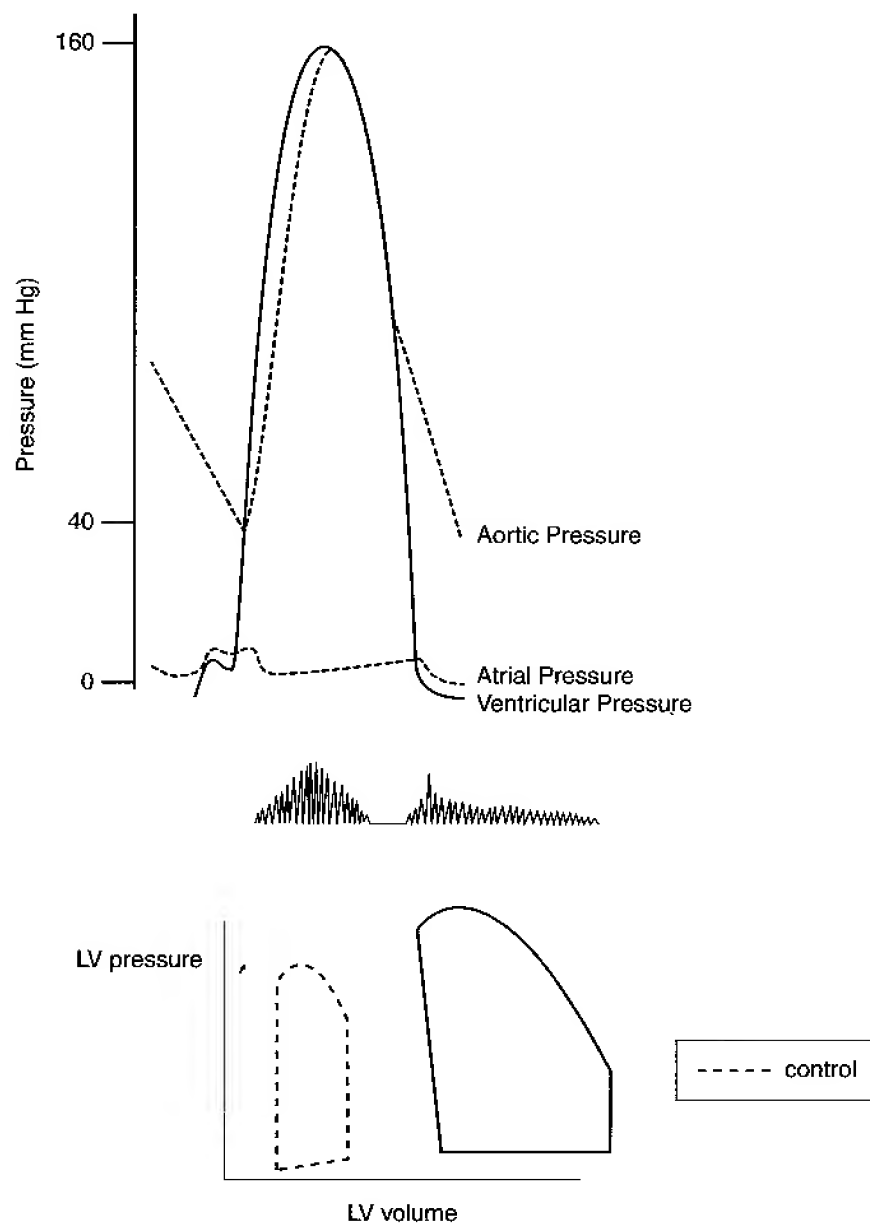 160
Pressure (mm Hg)
40
Aortic Pressure
0
Atrial Pressure
Ventricular Pressure
LV pressure
control
LV volume